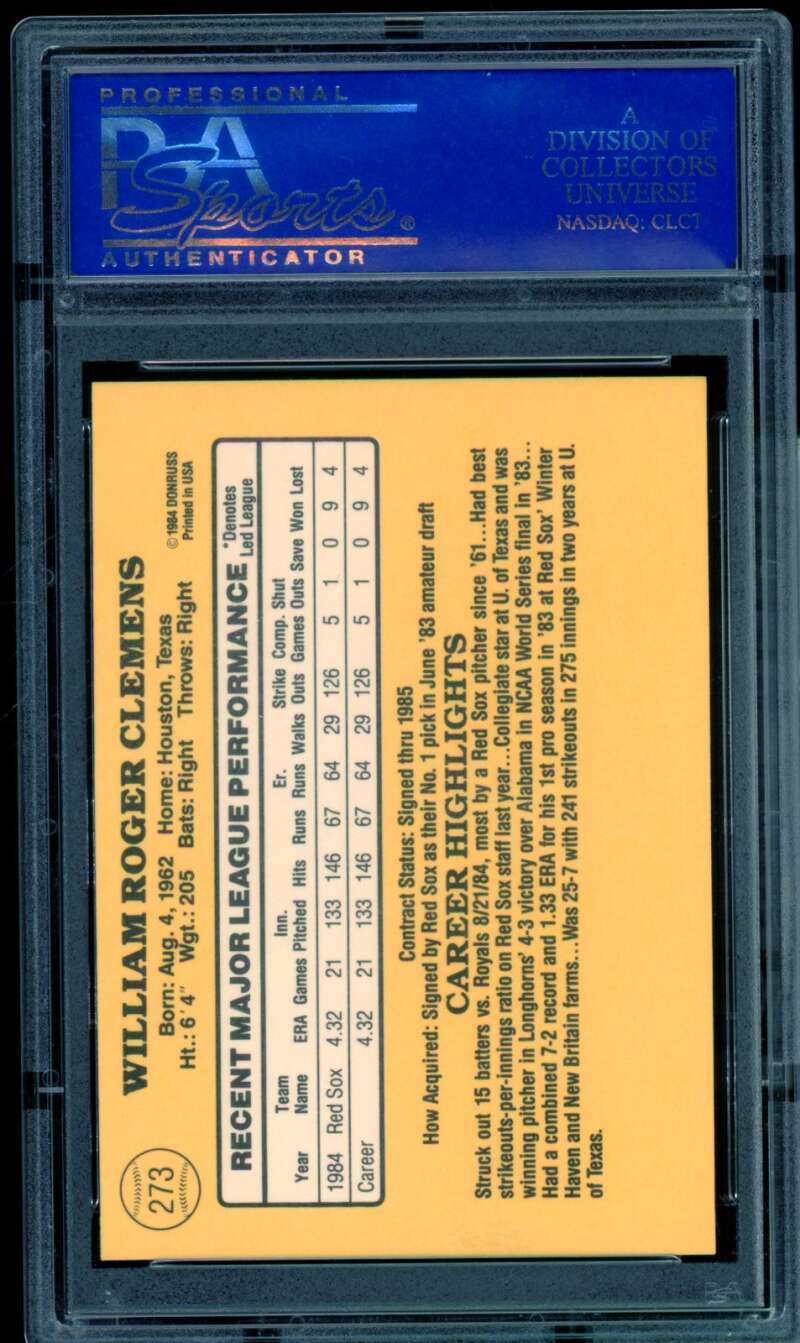 PROFESSIONAL
PSA
Sports®
AUTHENTICATOR
A
DIVISION OF
COLLECTORS
UNIVERSE
NASDAQ: CLCT
273
WILLIAM ROGER CLEMENS
©1984 DONRUSS
Printed in USA
Born: Aug. 4, 1962 Home: Houston, Texas
Ht.: 6'4" Wgt.: 205 Bats: Right Throws: Right
RECENT MAJOR LEAGUE PERFORMANCE *Denotes Led League
Year Team Name ERA Games Inn. Pitched Hits Runs Er. Runs Walks Strike Outs Comp. Games Shut Outs Save Won Lost
1984 Red Sox 4.32 21 133 146 67 64 29 126 5 1 0 9 4
Career 4.32 21 133 146 67 64 29 126 5 1 0 9 4
Contract Status: Signed thru 1985
How Acquired: Signed by Red Sox as their No. 1 pick in June '83 amateur draft
CAREER HIGHLIGHTS
Struck out 15 batters vs. Royals 8/21/84, most by a Red Sox pitcher since '61...Had best
strikeouts-per-innings ratio on Red Sox staff last year...Collegiate star at U. of Texas and was
winning pitcher in Longhorns' 4-3 victory over Alabama in NCAA World Series final in '83...
Had a combined 7-2 record and 1.33 ERA for his 1st pro season in '83 at Red Sox' Winter
Haven and New Britain farms...Was 25-7 with 241 strikeouts in 275 innings in two years at U.
of Texas.
PSA